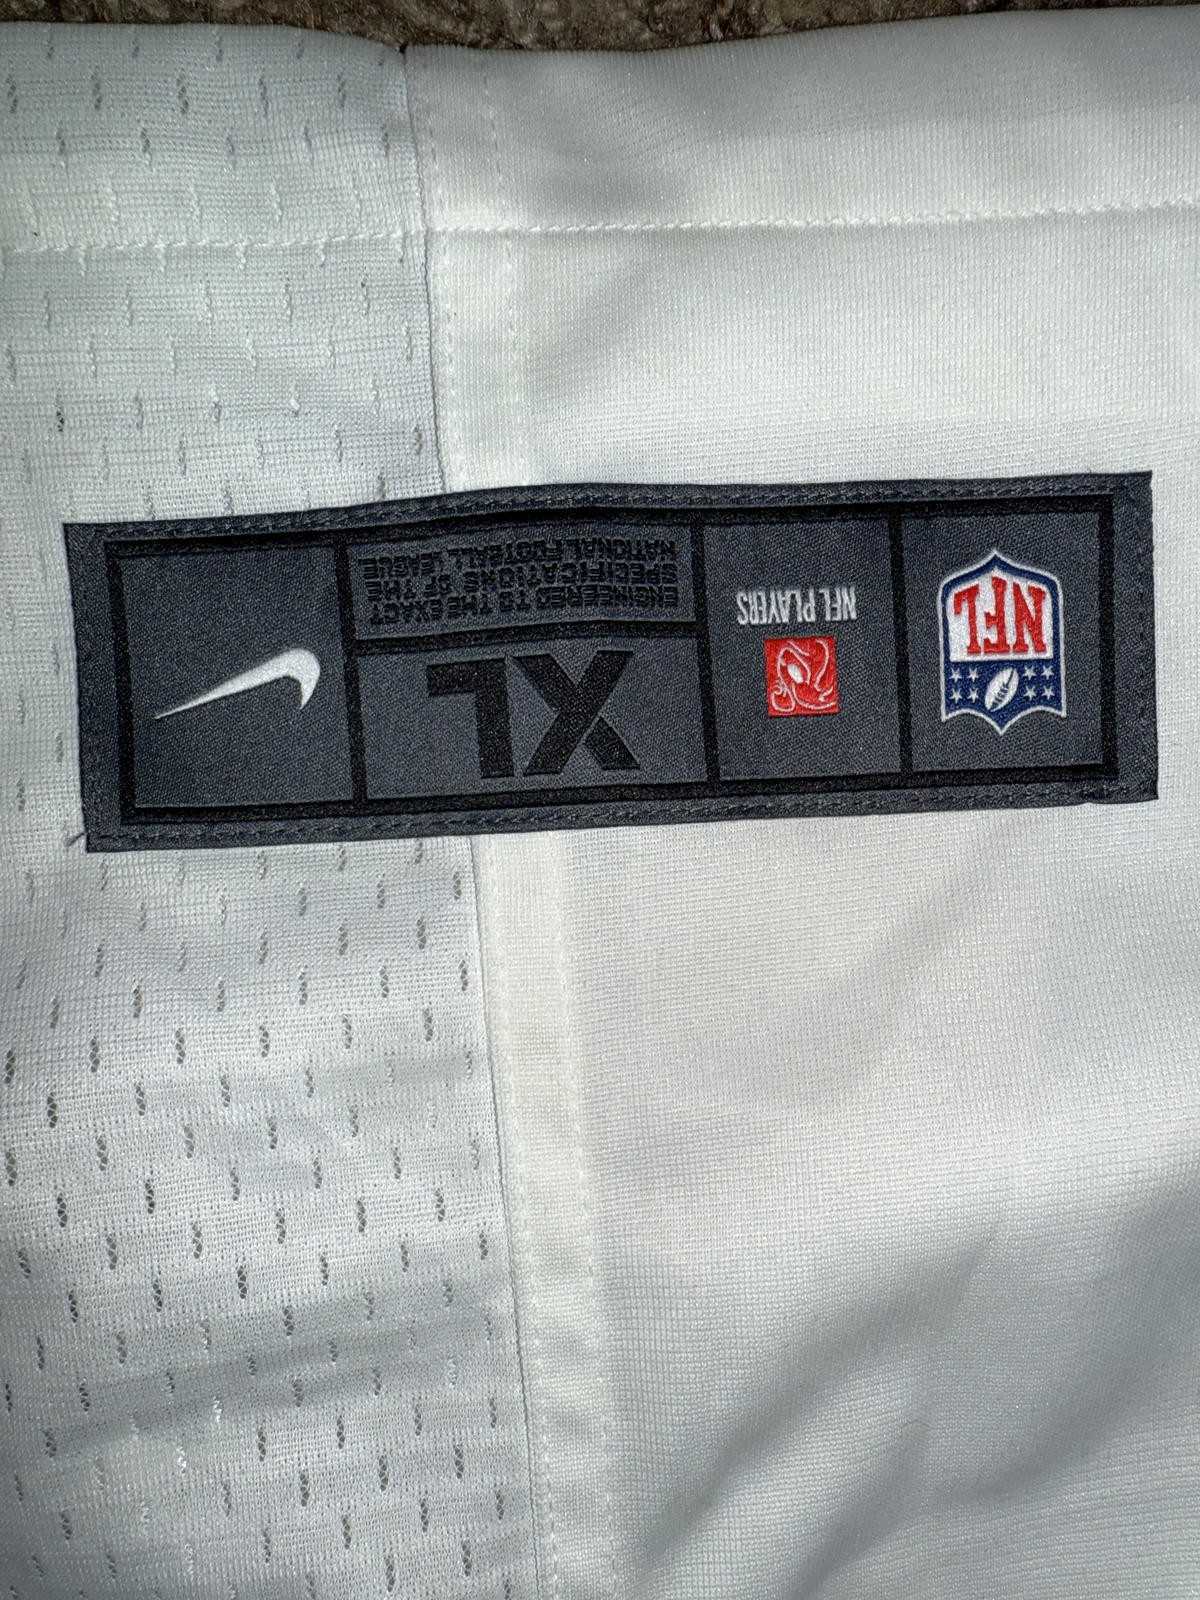 NFL
NFL PLAYERS
XL
ENGINEERED TO THE EXACT
SPECIFICATIONS OF THE
NATIONAL FOOTBALL LEAGUE.